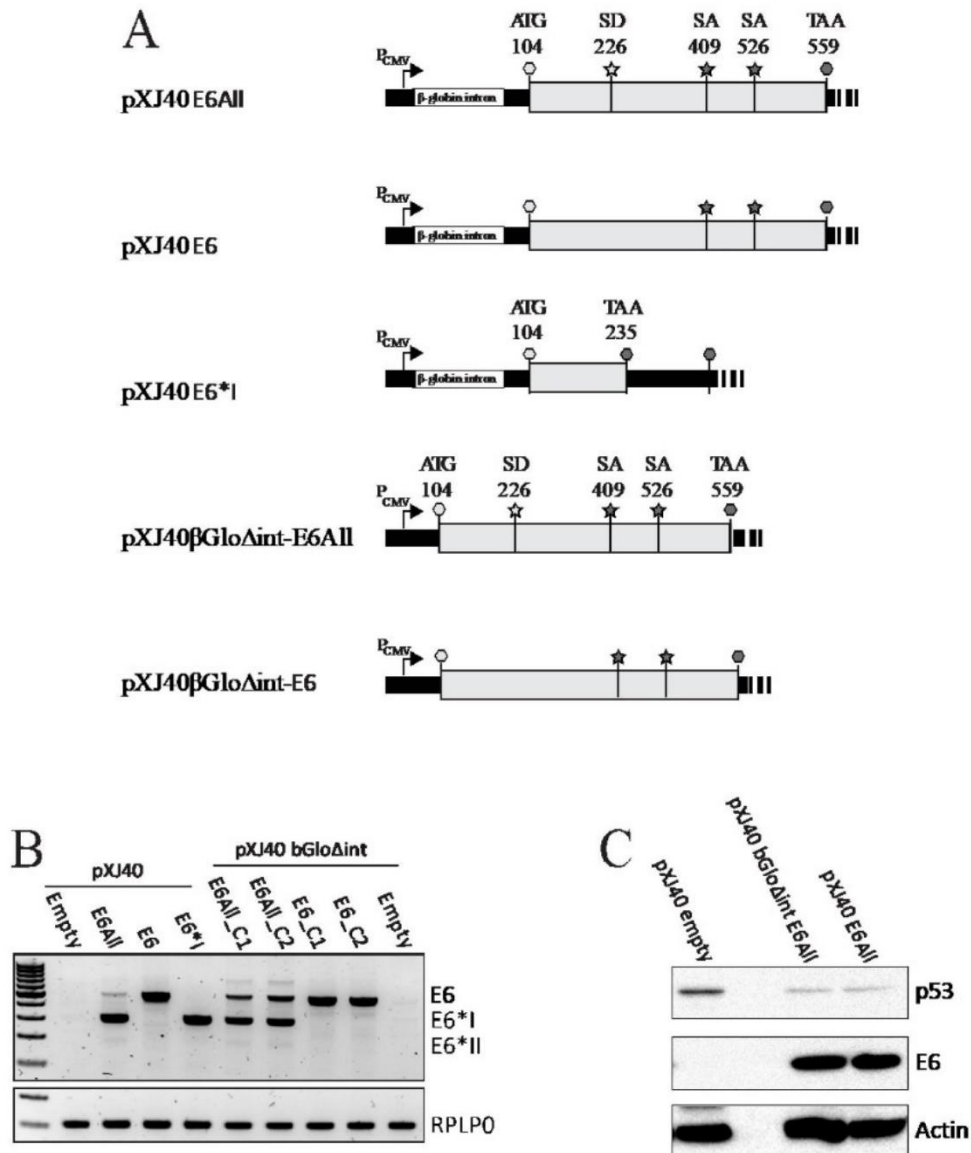 A
ATG SD SA SA TAA
104 226 409 526 559
PCMV
β-globin intron
pXJ40 E6All
PCMV
β-globin intron
pXJ40 E6
ATG TAA
104 235
PCMV
β-globin intron
pXJ40 E6*I
ATG SD SA SA TAA
PCMV 104 226 409 526 559
pXJ40βGloΔint-E6All
PCMV
pXJ40βGloΔint-E6
B
pXJ40
pXJ40 bGloΔint
Empty
E6All
E6
E6*I
E6All_C1
E6All_C2
E6_C1
E6_C2
Empty
E6
E6*I
E6*II
RPLP0
C
pXJ40 empty
pXJ40 bGloΔint E6All
pXJ40 E6All
p53
E6
Actin